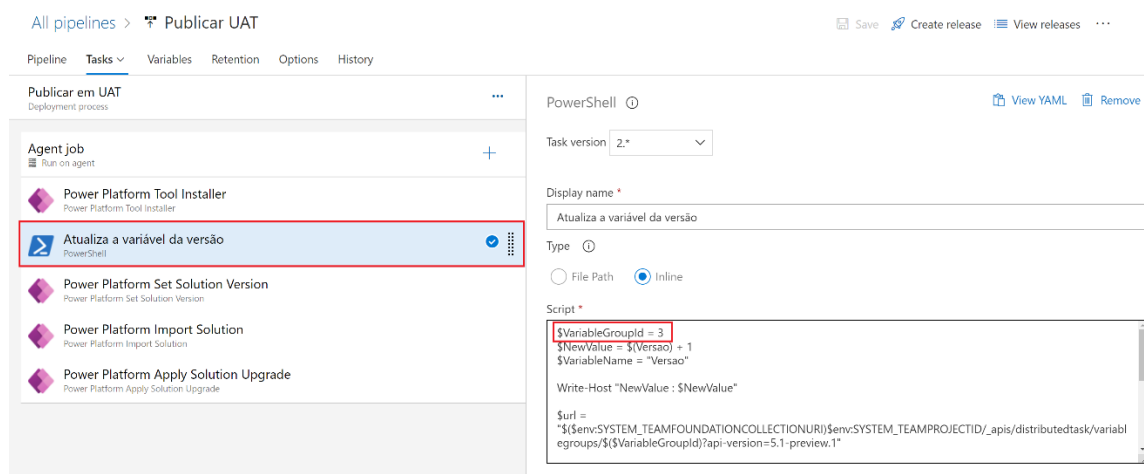 All pipelines > Publicar UAT
Save Create release View releases ...
Pipeline Tasks Variables Retention Options History
Publicar em UAT
Deployment process
...
Agent job
Run on agent
+
Power Platform Tool Installer
Power Platform Tool Installer
Atualiza a variável da versão
PowerShell
Power Platform Set Solution Version
Power Platform Set Solution Version
Power Platform Import Solution
Power Platform Import Solution
Power Platform Apply Solution Upgrade
Power Platform Apply Solution Upgrade
PowerShell
View YAML Remove
Task version 2.*
Display name *
Atualiza a variável da versão
Type
File Path Inline
Script *
$VariableGroupId = 3
$NewValue = $(Versao) + 1
$VariableName = "Versao"
Write-Host "NewValue : $NewValue"
$url =
"$($env:SYSTEM_TEAMFOUNDATIONCOLLECTIONURI)$env:SYSTEM_TEAMPROJECTID/_apis/distributedtask/variabl
egroups/$($VariableGroupId)?api-version=5.1-preview.1"